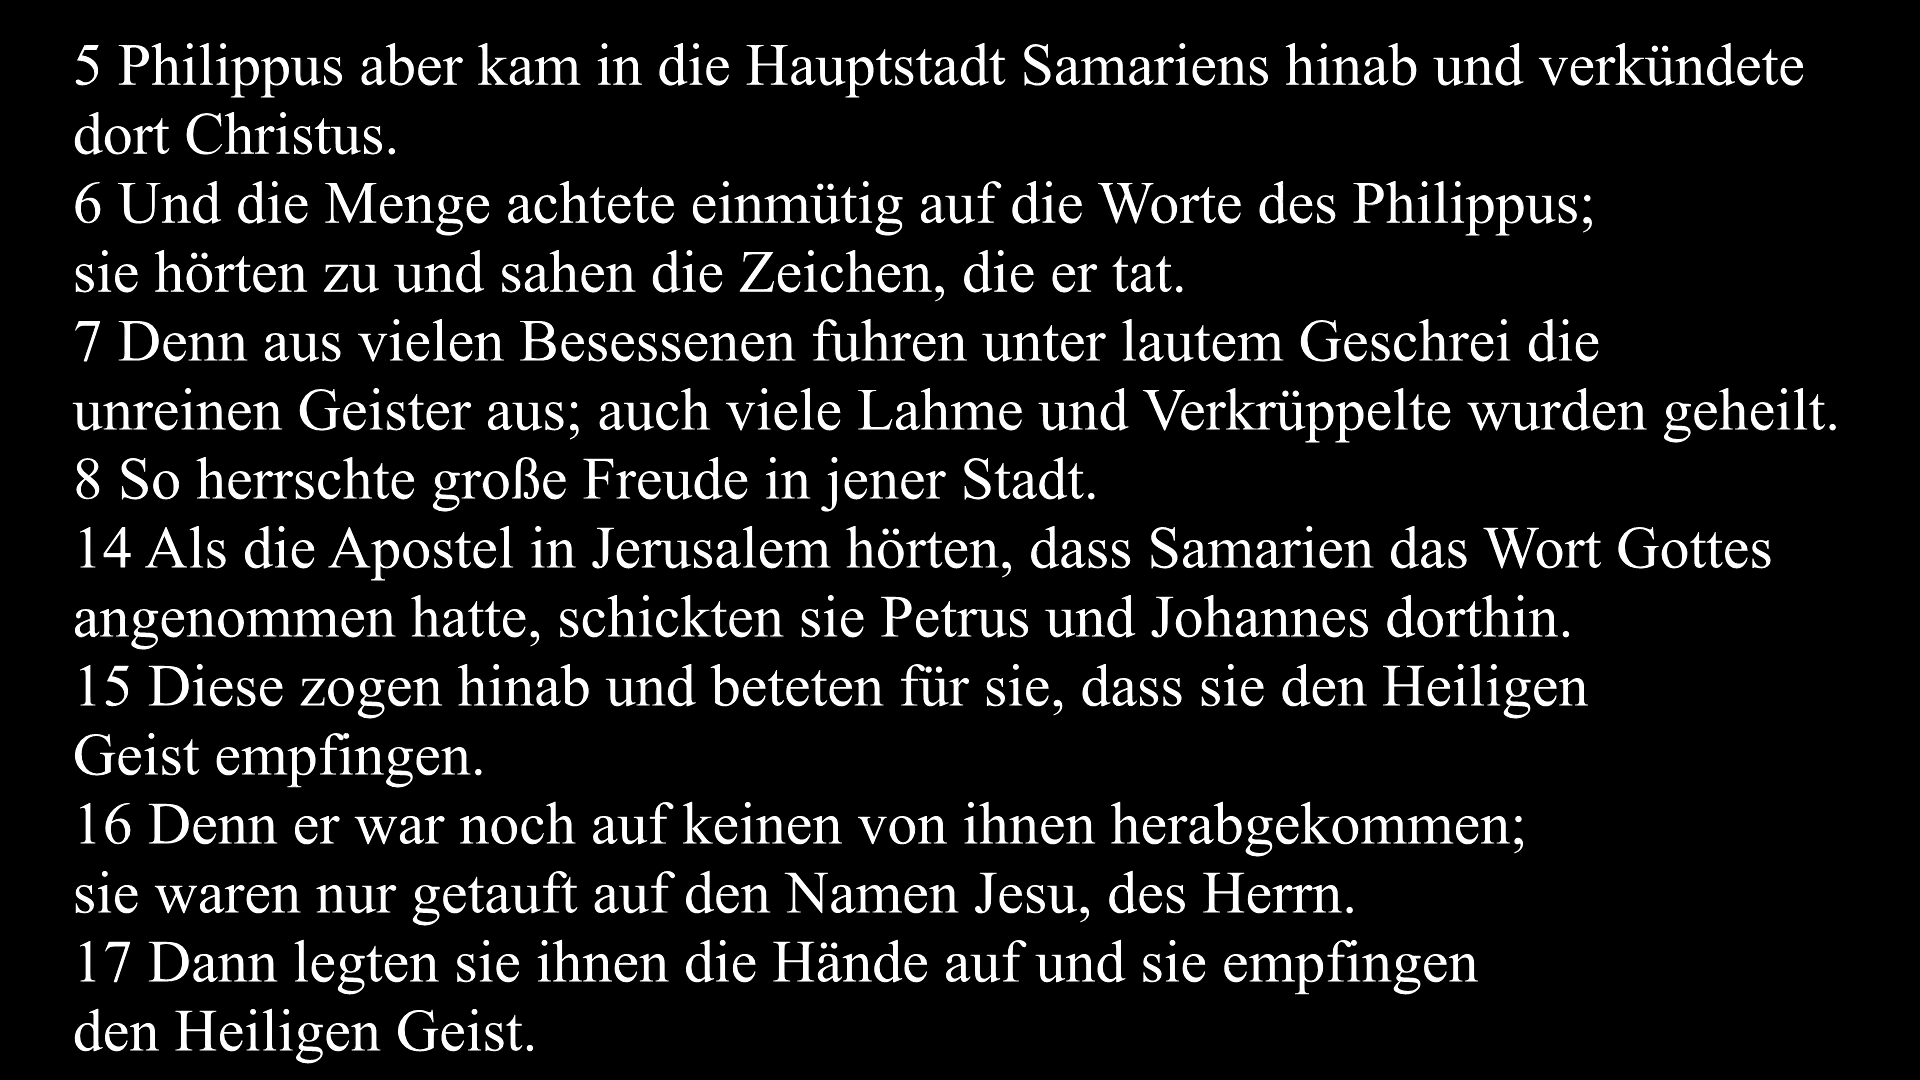 5 Philippus aber kam in die Hauptstadt Samariens hinab und verkündete
dort Christus.
6 Und die Menge achtete einmütig auf die Worte des Philippus;
sie hörten zu und sahen die Zeichen, die er tat.
7 Denn aus vielen Besessenen fuhren unter lautem Geschrei die
unreinen Geister aus; auch viele Lahme und Verkrüppelte wurden geheilt.
8 So herrschte große Freude in jener Stadt.
14 Als die Apostel in Jerusalem hörten, dass Samarien das Wort Gottes
angenommen hatte, schickten sie Petrus und Johannes dorthin.
15 Diese zogen hinab und beteten für sie, dass sie den Heiligen
Geist empfingen.
16 Denn er war noch auf keinen von ihnen herabgekommen;
sie waren nur getauft auf den Namen Jesu, des Herrn.
17 Dann legten sie ihnen die Hände auf und sie empfingen
den Heiligen Geist.